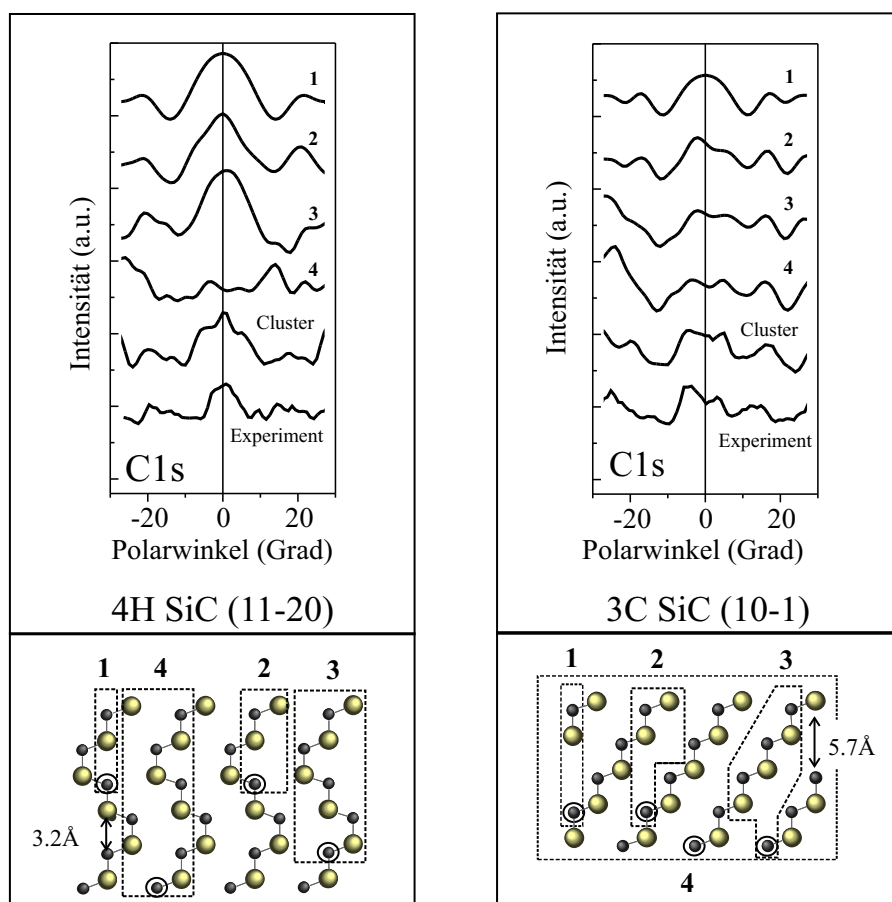 Intensität (a.u.)
1
2
3
4
Cluster
Experiment
C1s
-20 0 20
Polarwinkel (Grad)
4H SiC (11-20)
1 4 2 3
3.2Å
Intensität (a.u.)
1
2
3
4
Cluster
Experiment
C1s
-20 0 20
Polarwinkel (Grad)
3C SiC (10-1)
1 2 3
5.7Å
4